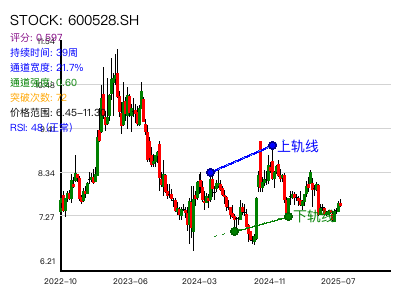 STOCK: 600528.SH
评分: 0.597
持续时间: 39周
通道宽度: 21.7%
通道强度: 0.60
突破次数: 72
价格范围: 6.45-11.3
RSI: 48 (正常)
上轨线
8.34
7.27
下轨线
6.21
2022-10
2023-06
2024-03
2024-11
2025-07